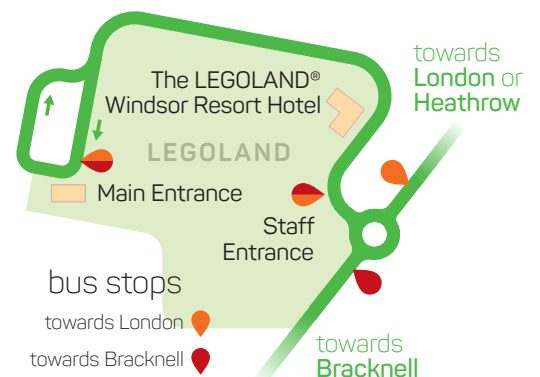 towards
London or
Heathrow
The LEGOLAND®
Windsor Resort Hotel
LEGOLAND
Main Entrance
Staff
Entrance
bus stops
towards London
towards Bracknell
towards
Bracknell